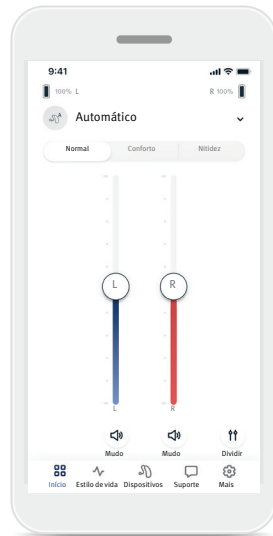 9:41
100% L R 100%
Automático
Normal Conforto Nitidez
L R
L R
Mudo Mudo Dividir
Início Estilo de vida Dispositivos Suporte Mais